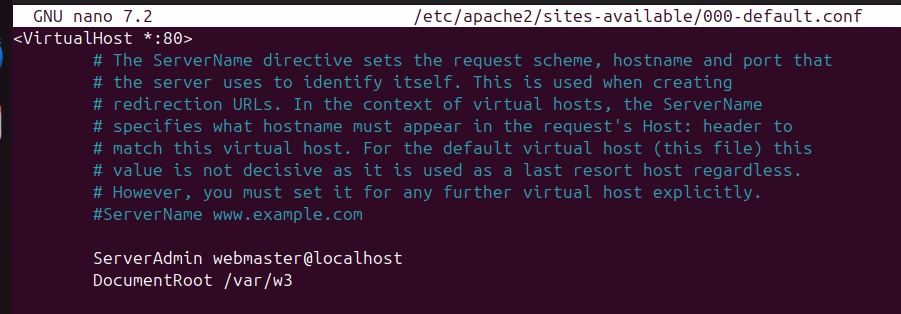 GNU nano 7.2 /etc/apache2/sites-available/000-default.conf
<VirtualHost *:80>
# The ServerName directive sets the request scheme, hostname and port that
# the server uses to identify itself. This is used when creating
# redirection URLs. In the context of virtual hosts, the ServerName
# specifies what hostname must appear in the request's Host: header to
# match this virtual host. For the default virtual host (this file) this
# value is not decisive as it is used as a last resort host regardless.
# However, you must set it for any further virtual host explicitly.
#ServerName www.example.com
ServerAdmin webmaster@localhost
DocumentRoot /var/w3